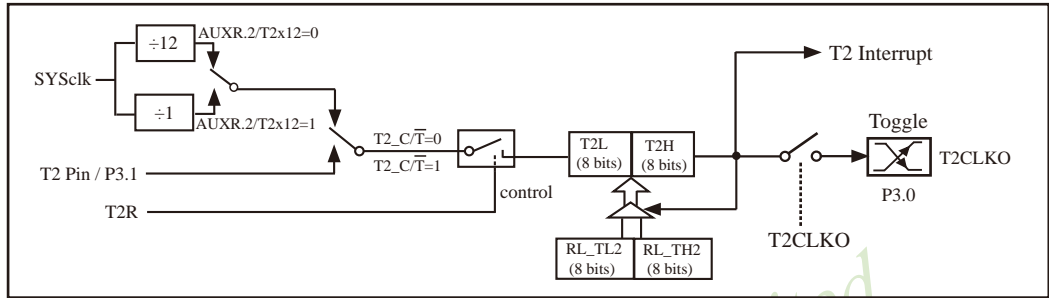 ÷12
AUXR.2/T2x12=0
SYSclk
÷1
AUXR.2/T2x12=1
T2 Pin / P3.1
T2R
T2_C/T̅=0
T2_C/T̅=1
control
T2L
(8 bits)
T2H
(8 bits)
RL_TL2
(8 bits)
RL_TH2
(8 bits)
T2 Interrupt
Toggle
T2CLKO
P3.0
T2CLKO